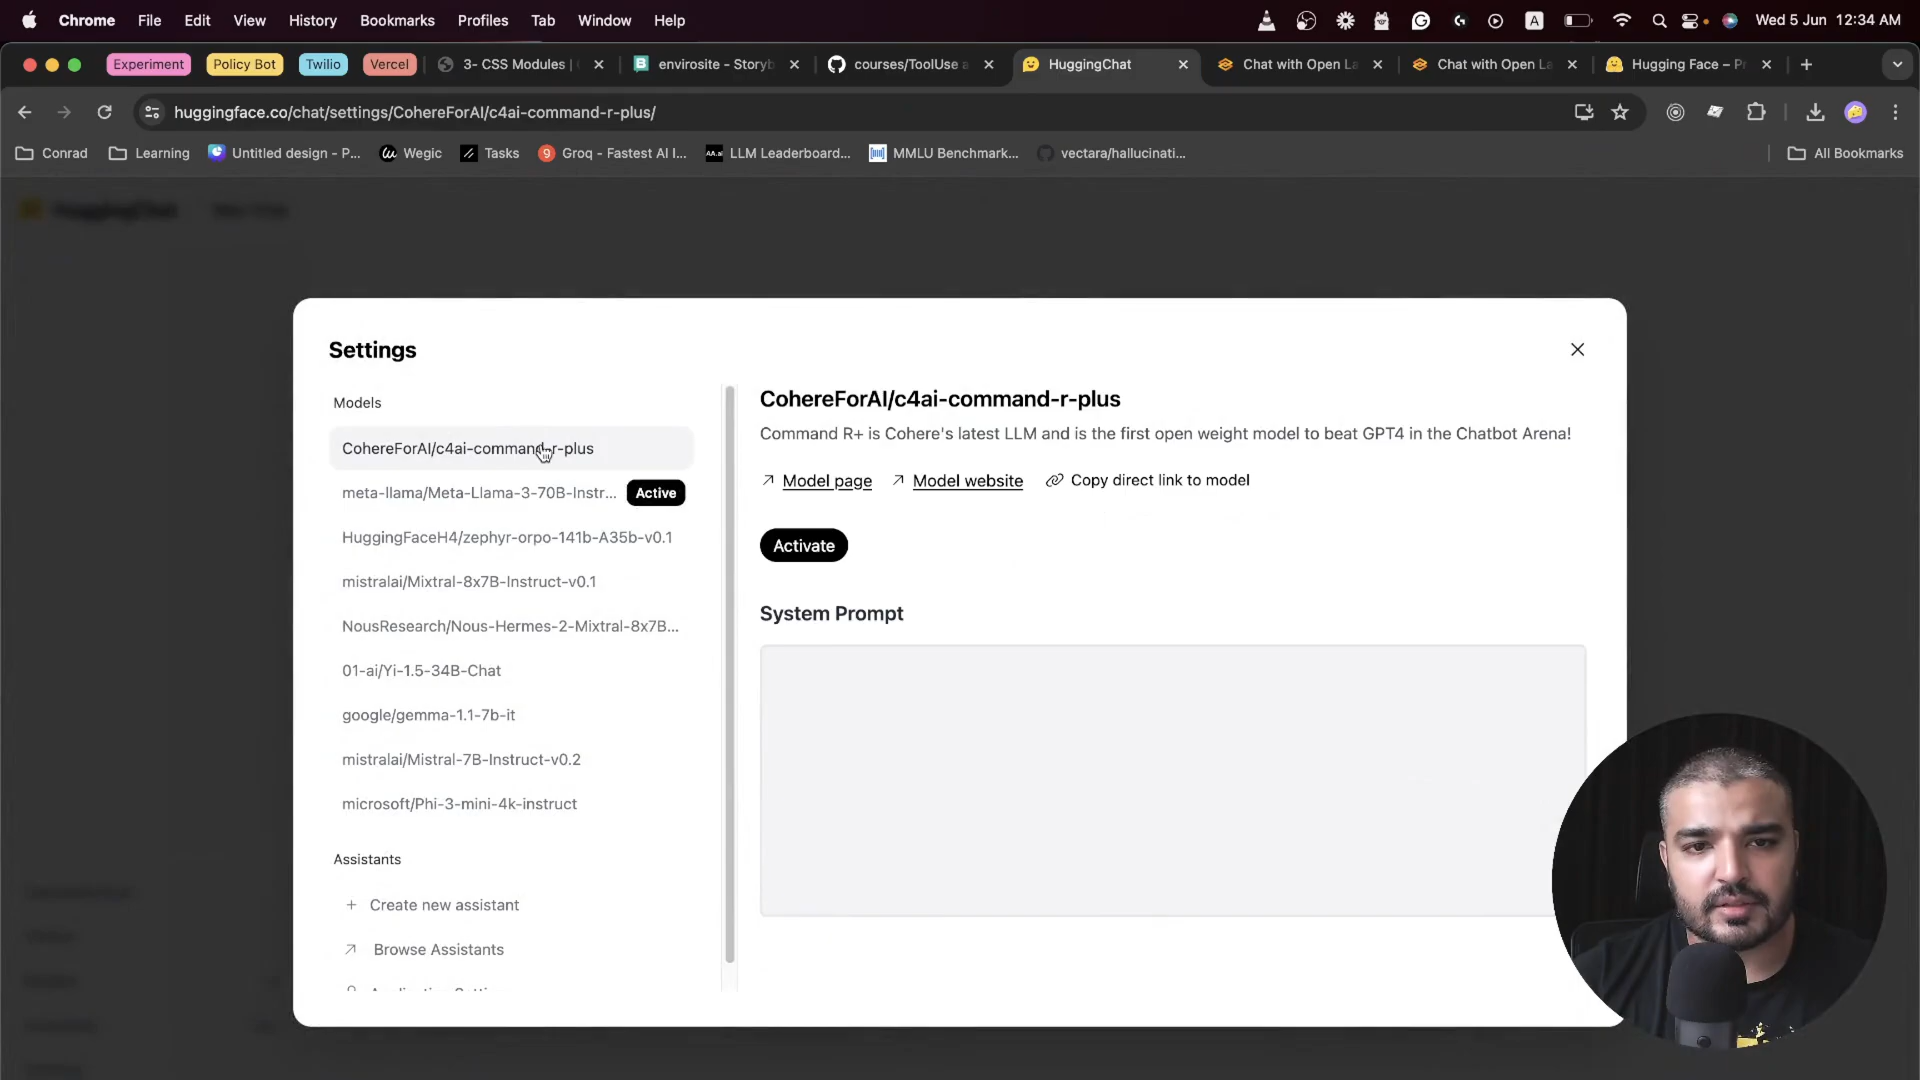 Chrome File Edit View History Bookmarks Profiles Tab Window Help A Wed 5 Jun 12:34 AM
Experiment Policy Bot Twilio Vercel 3- CSS Modules | envirosite - Storyb courses/ToolUse a HuggingChat Chat with Open La Chat with Open La Hugging Face – Pr
huggingface.co/chat/settings/CohereForAI/c4ai-command-r-plus/
Conrad Learning Untitled design - P... Wegic Tasks Groq - Fastest AI I... LLM Leaderboard... MMLU Benchmark... vectara/hallucinati... All Bookmarks
HuggingChat
Settings
Models
CohereForAI/c4ai-command-r-plus
meta-llama/Meta-Llama-3-70B-Instr... Active
HuggingFaceH4/zephyr-orpo-141b-A35b-v0.1
mistralai/Mixtral-8x7B-Instruct-v0.1
NousResearch/Nous-Hermes-2-Mixtral-8x7B...
01-ai/Yi-1.5-34B-Chat
google/gemma-1.1-7b-it
mistralai/Mistral-7B-Instruct-v0.2
microsoft/Phi-3-mini-4k-instruct
Assistants
Create new assistant
Browse Assistants
CohereForAI/c4ai-command-r-plus
Command R+ is Cohere's latest LLM and is the first open weight model to beat GPT4 in the Chatbot Arena!
Model page Model website Copy direct link to model
Activate
System Prompt